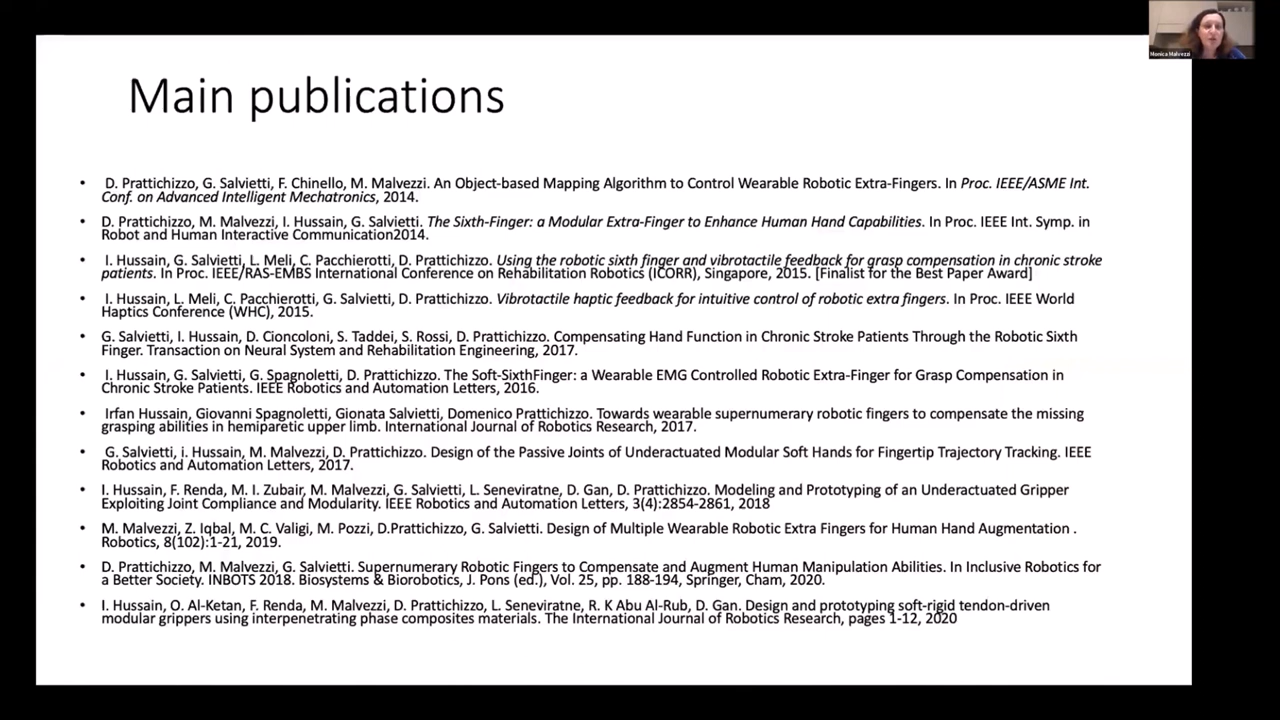 Monica Malvezzi
Main publications
• D. Prattichizzo, G. Salvietti, F. Chinello, M. Malvezzi. An Object-based Mapping Algorithm to Control Wearable Robotic Extra-Fingers. In Proc. IEEE/ASME Int.
Conf. on Advanced Intelligent Mechatronics, 2014.
• D. Prattichizzo, M. Malvezzi, I. Hussain, G. Salvietti. The Sixth-Finger: a Modular Extra-Finger to Enhance Human Hand Capabilities. In Proc. IEEE Int. Symp. in
Robot and Human Interactive Communication2014.
• I. Hussain, G. Salvietti, L. Meli, C. Pacchierotti, D. Prattichizzo. Using the robotic sixth finger and vibrotactile feedback for grasp compensation in chronic stroke
patients. In Proc. IEEE/RAS-EMBS International Conference on Rehabilitation Robotics (ICORR), Singapore, 2015. [Finalist for the Best Paper Award]
• I. Hussain, L. Meli, C. Pacchierotti, G. Salvietti, D. Prattichizzo. Vibrotactile haptic feedback for intuitive control of robotic extra fingers. In Proc. IEEE World
Haptics Conference (WHC), 2015.
• G. Salvietti, I. Hussain, D. Cioncoloni, S. Taddei, S. Rossi, D. Prattichizzo. Compensating Hand Function in Chronic Stroke Patients Through the Robotic Sixth
Finger. Transaction on Neural System and Rehabilitation Engineering, 2017.
• I. Hussain, G. Salvietti, G. Spagnoletti, D. Prattichizzo. The Soft-SixthFinger: a Wearable EMG Controlled Robotic Extra-Finger for Grasp Compensation in
Chronic Stroke Patients. IEEE Robotics and Automation Letters, 2016.
• Irfan Hussain, Giovanni Spagnoletti, Gionata Salvietti, Domenico Prattichizzo. Towards wearable supernumerary robotic fingers to compensate the missing
grasping abilities in hemiparetic upper limb. International Journal of Robotics Research, 2017.
• G. Salvietti, i. Hussain, M. Malvezzi, D. Prattichizzo. Design of the Passive Joints of Underactuated Modular Soft Hands for Fingertip Trajectory Tracking. IEEE
Robotics and Automation Letters, 2017.
• I. Hussain, F. Renda, M. I. Zubair, M. Malvezzi, G. Salvietti, L. Seneviratne, D. Gan, D. Prattichizzo. Modeling and Prototyping of an Underactuated Gripper
Exploiting Joint Compliance and Modularity. IEEE Robotics and Automation Letters, 3(4):2854-2861, 2018
• M. Malvezzi, Z. Iqbal, M. C. Valigi, M. Pozzi, D.Prattichizzo, G. Salvietti. Design of Multiple Wearable Robotic Extra Fingers for Human Hand Augmentation .
Robotics, 8(102):1-21, 2019.
• D. Prattichizzo, M. Malvezzi, G. Salvietti. Supernumerary Robotic Fingers to Compensate and Augment Human Manipulation Abilities. In Inclusive Robotics for
a Better Society. INBOTS 2018. Biosystems & Biorobotics, J. Pons (ed.), Vol. 25, pp. 188-194, Springer, Cham, 2020.
• I. Hussain, O. Al-Ketan, F. Renda, M. Malvezzi, D. Prattichizzo, L. Seneviratne, R. K Abu Al-Rub, D. Gan. Design and prototyping soft-rigid tendon-driven
modular grippers using interpenetrating phase composites materials. The International Journal of Robotics Research, pages 1-12, 2020